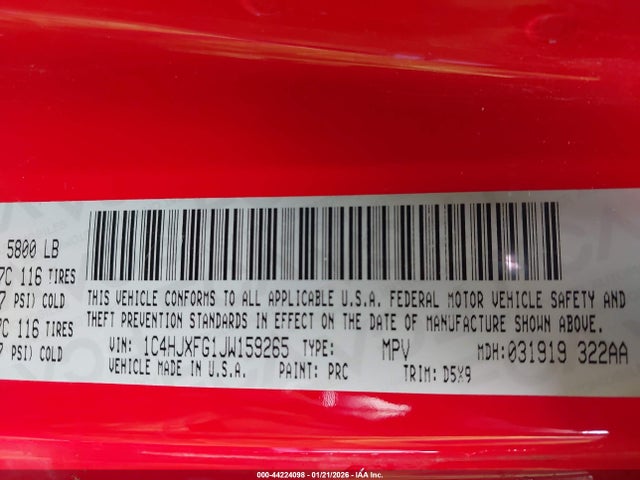 5800 LB
7C 116 TIRES
7 PSI) COLD
7C 116 TIRES
7 PSI) COLD
THIS VEHICLE CONFORMS TO ALL APPLICABLE U.S.A. FEDERAL MOTOR VEHICLE SAFETY AND
THEFT PREVENTION STANDARDS IN EFFECT ON THE DATE OF MANUFACTURE SHOWN ABOVE.
VIN: 1C4HJXFG1JW159265 TYPE: MPV MDH: 031919 322AA
VEHICLE MADE IN U.S.A. PAINT: PRC TRIM: D5X9
000-44224098 | 01/21/2026 | IAA Inc.